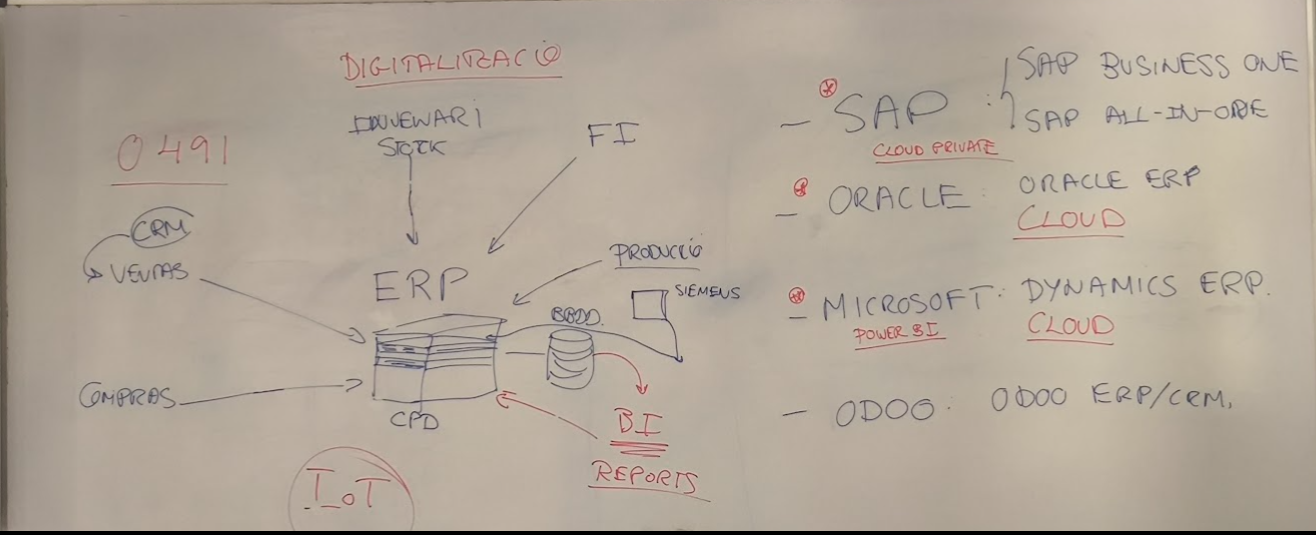 DIGITALITZACIÓ
0491
INVENTARI
STOCK
FI
CRM
VENTAS
ERP
PRODUCCIÓ
SIEMENS
BBDD.
COMPRAS
CPD
BI
REPORTS
IOT
- SAP : SAP BUSINESS ONE
SAP ALL-IN-ONE
CLOUD PRIVATE
- ORACLE: ORACLE ERP
CLOUD
- MICROSOFT: DYNAMICS ERP.
POWER BI
CLOUD
- ODOO: ODOO ERP/CRM.